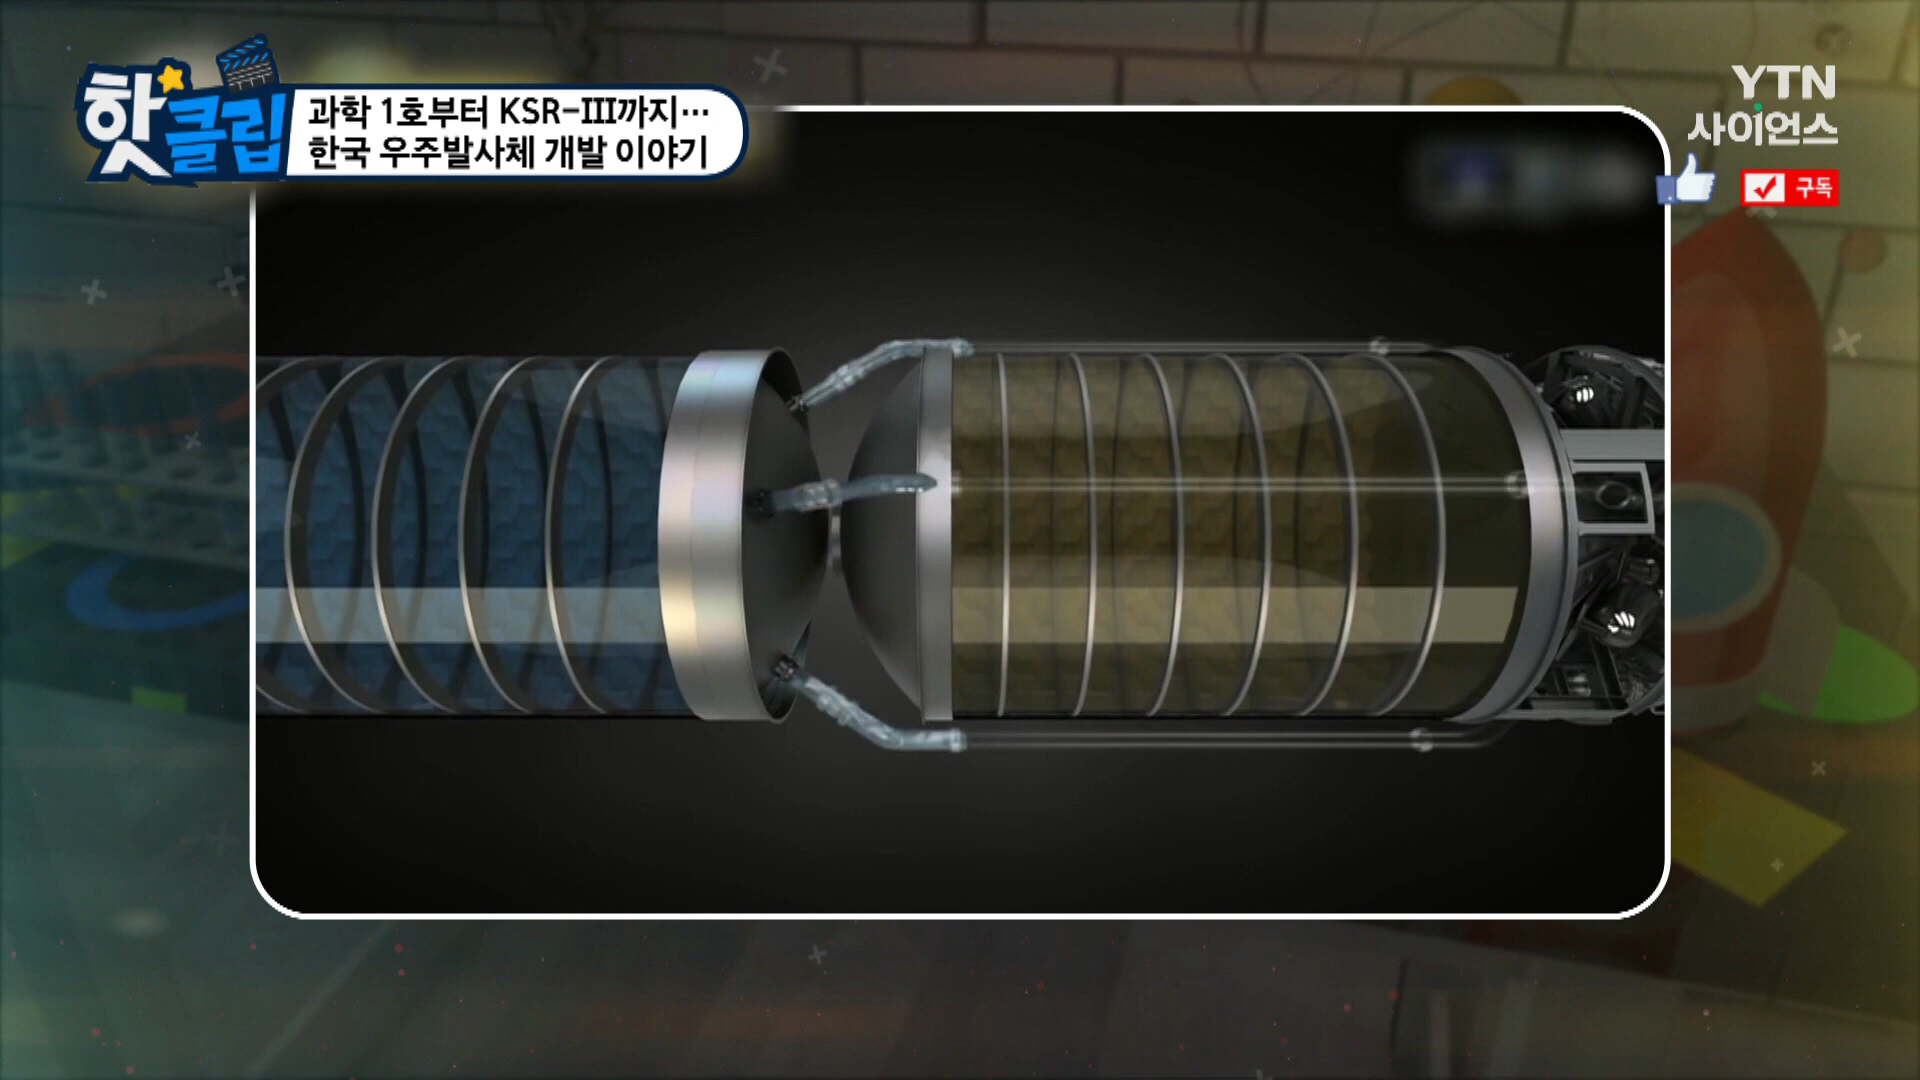 핫클립
과학 1호부터 KSR-III까지…
한국 우주발사체 개발 이야기
YTN
사이언스
구독